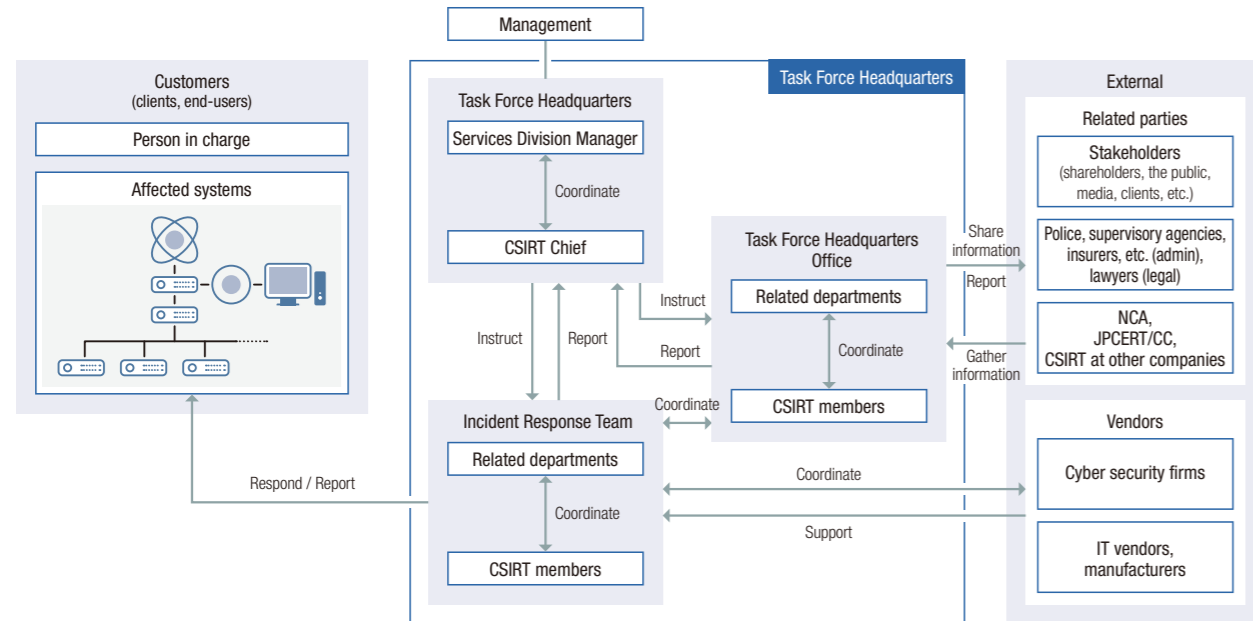 Management
Customers
(clients, end-users)
Person in charge
Affected systems
Respond / Report
Task Force Headquarters
Task Force Headquarters
Services Division Manager
Coordinate
CSIRT Chief
Instruct
Report
Instruct
Report
Task Force Headquarters
Office
Related departments
Coordinate
CSIRT members
Coordinate
Incident Response Team
Related departments
Coordinate
CSIRT members
Share
information
Report
Gather
information
Coordinate
Support
External
Related parties
Stakeholders
(shareholders, the public,
media, clients, etc.)
Police, supervisory agencies,
insurers, etc. (admin),
lawyers (legal)
NCA,
JPCERT/CC,
CSIRT at other companies
Vendors
Cyber security firms
IT vendors,
manufacturers